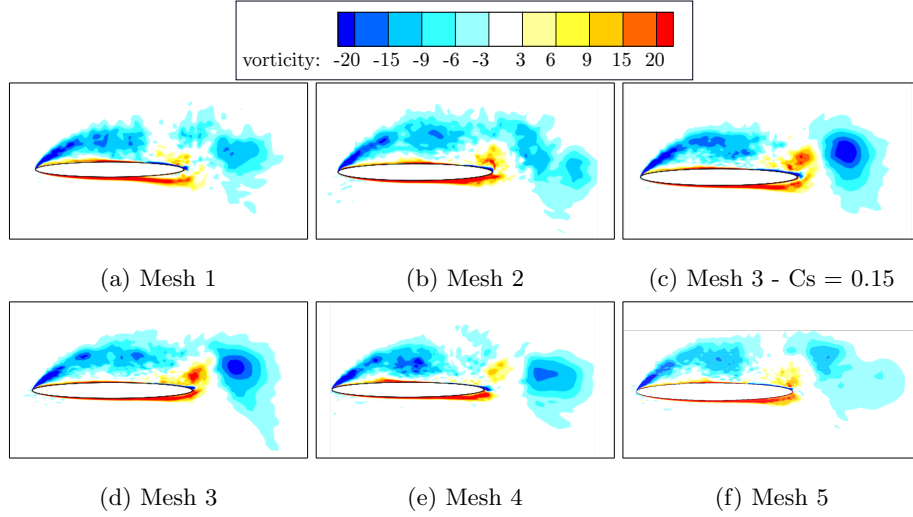 vorticity: -20 -15 -9 -6 -3 3 6 9 15 20
(a) Mesh 1
(b) Mesh 2
(c) Mesh 3 - Cs = 0.15
(d) Mesh 3
(e) Mesh 4
(f) Mesh 5